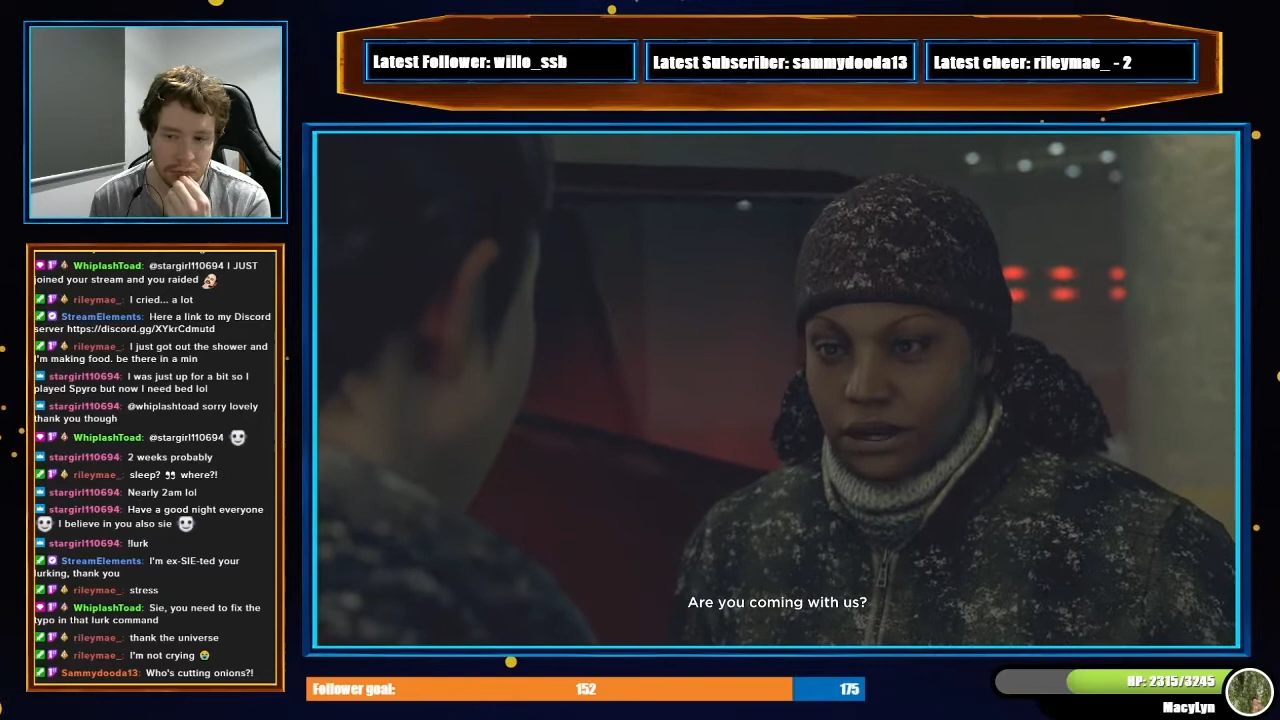 Latest Follower: willo_ssb
Latest Subscriber: sammydooda13
Latest cheer: rileymae_ - 2
WhiplashToad: @stargirl110694 I JUST
joined your stream and you raided
rileymae_: I cried... a lot
StreamElements: Here a link to my Discord
server https://discord.gg/XYkrCdmutd
rileymae_: I just got out the shower and
I'm making food. be there in a min
stargirl110694: I was just up for a bit so I
played Spyro but now I need bed lol
stargirl110694: @whiplashtoad sorry lovely
thank you though
WhiplashToad: @stargirl110694
stargirl110694: 2 weeks probably
rileymae_: sleep? where?!
stargirl110694: Nearly 2am lol
stargirl110694: Have a good night everyone
I believe in you also sie
stargirl110694: !lurk
StreamElements: I'm ex-SIE-ted your
lurking, thank you
rileymae_: stress
WhiplashToad: Sie, you need to fix the
typo in that lurk command
rileymae_: thank the universe
rileymae_: I'm not crying 😭
Sammydooda13: Who's cutting onions?!
Are you coming with us?
Follower goal: 152 175
HP: 2315/3245
MacyLyn